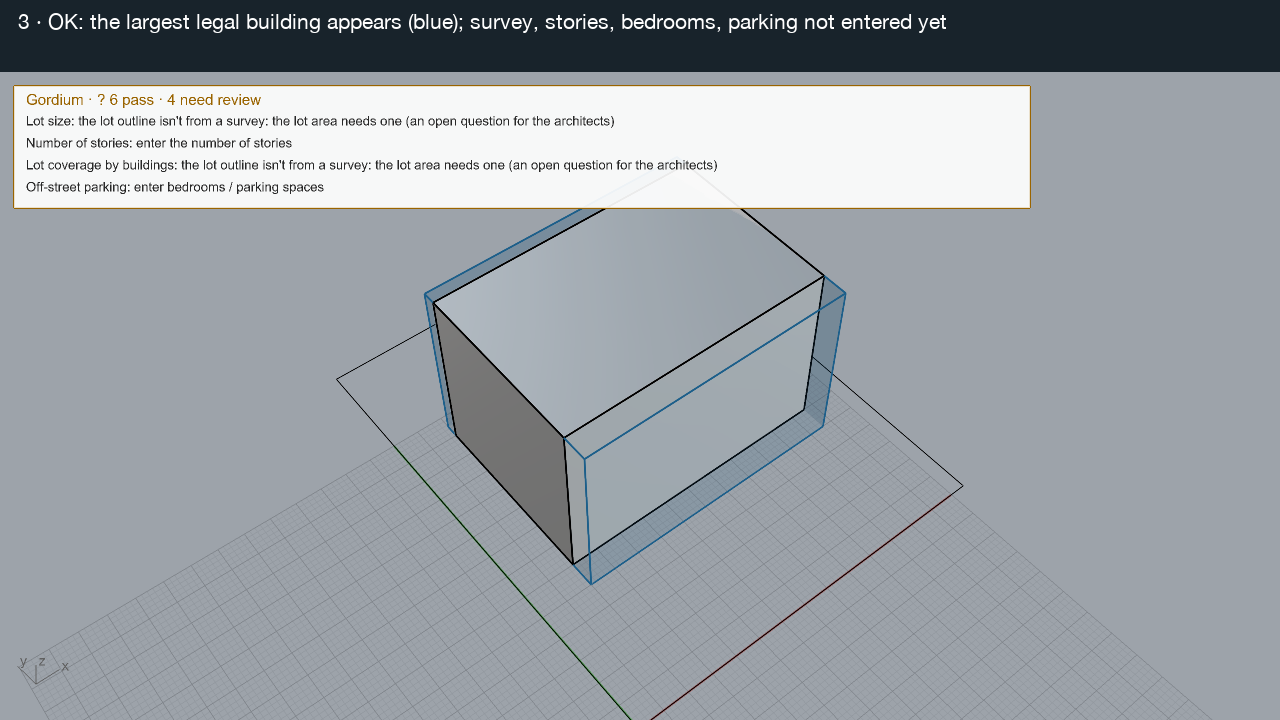 3 · OK: the largest legal building appears (blue); survey, stories, bedrooms, parking not entered yet
Gordium · ? 6 pass · 4 need review
Lot size: the lot outline isn't from a survey: the lot area needs one (an open question for the architects)
Number of stories: enter the number of stories
Lot coverage by buildings: the lot outline isn't from a survey: the lot area needs one (an open question for the architects)
Off-street parking: enter bedrooms / parking spaces
y z x